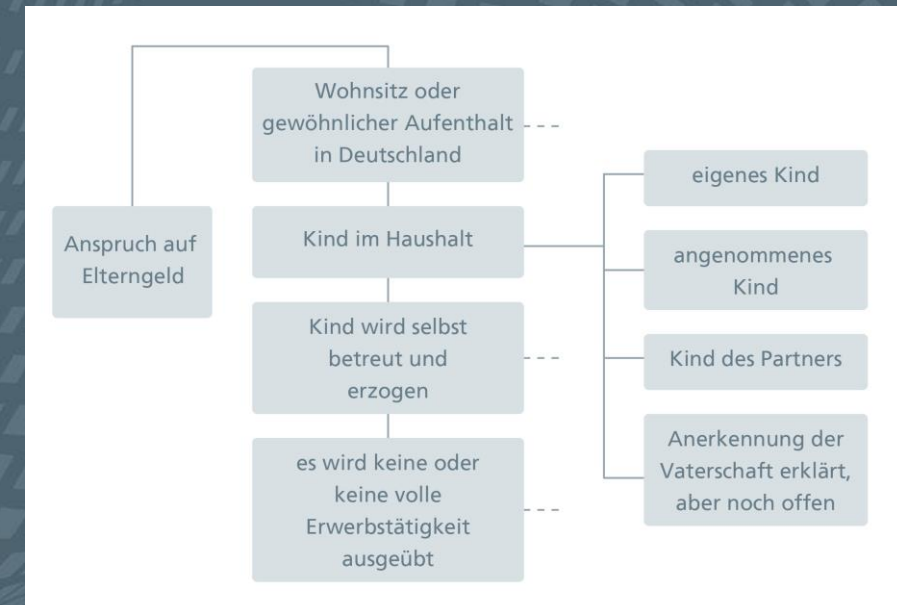 Anspruch auf
Elterngeld
Wohnsitz oder
gewöhnlicher Aufenthalt
in Deutschland
Kind im Haushalt
Kind wird selbst
betreut und
erzogen
es wird keine oder
keine volle
Erwerbstätigkeit
ausgeübt
eigenes Kind
angenommenes
Kind
Kind des Partners
Anerkennung der
Vaterschaft erklärt,
aber noch offen